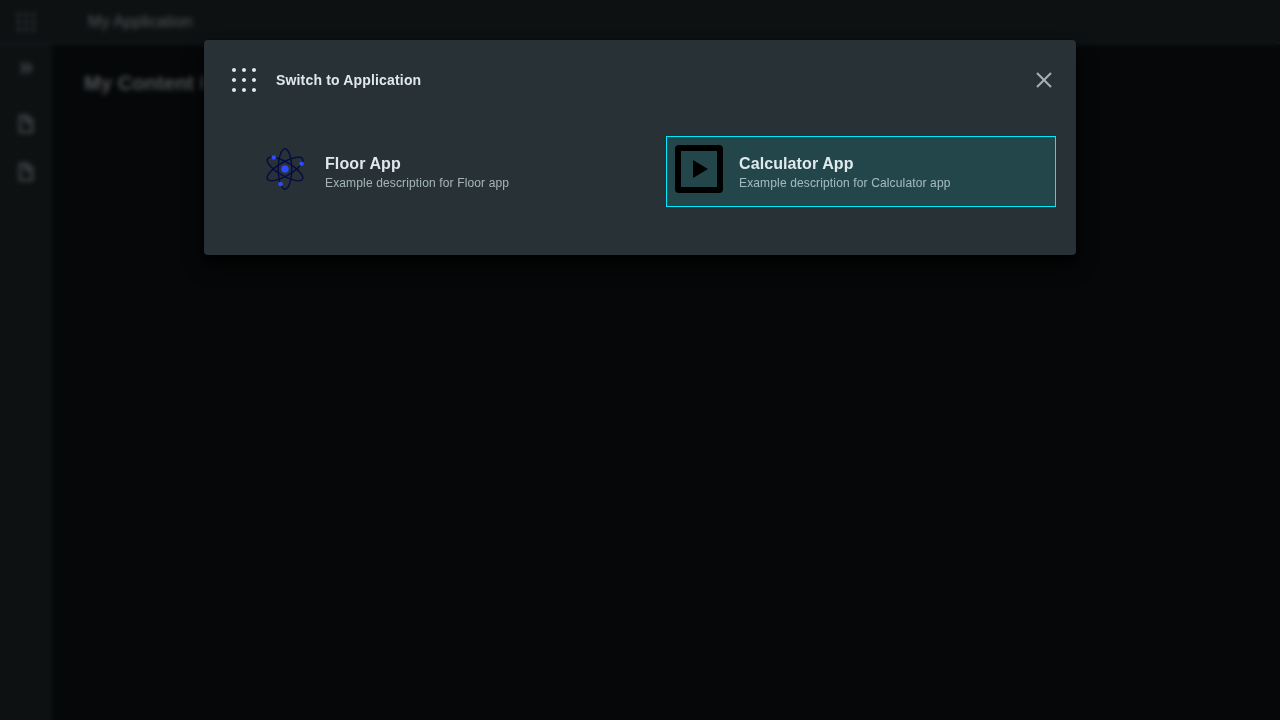 My Application
Switch to Application
My Content
Floor App
Example description for Floor app
Calculator App
Example description for Calculator app